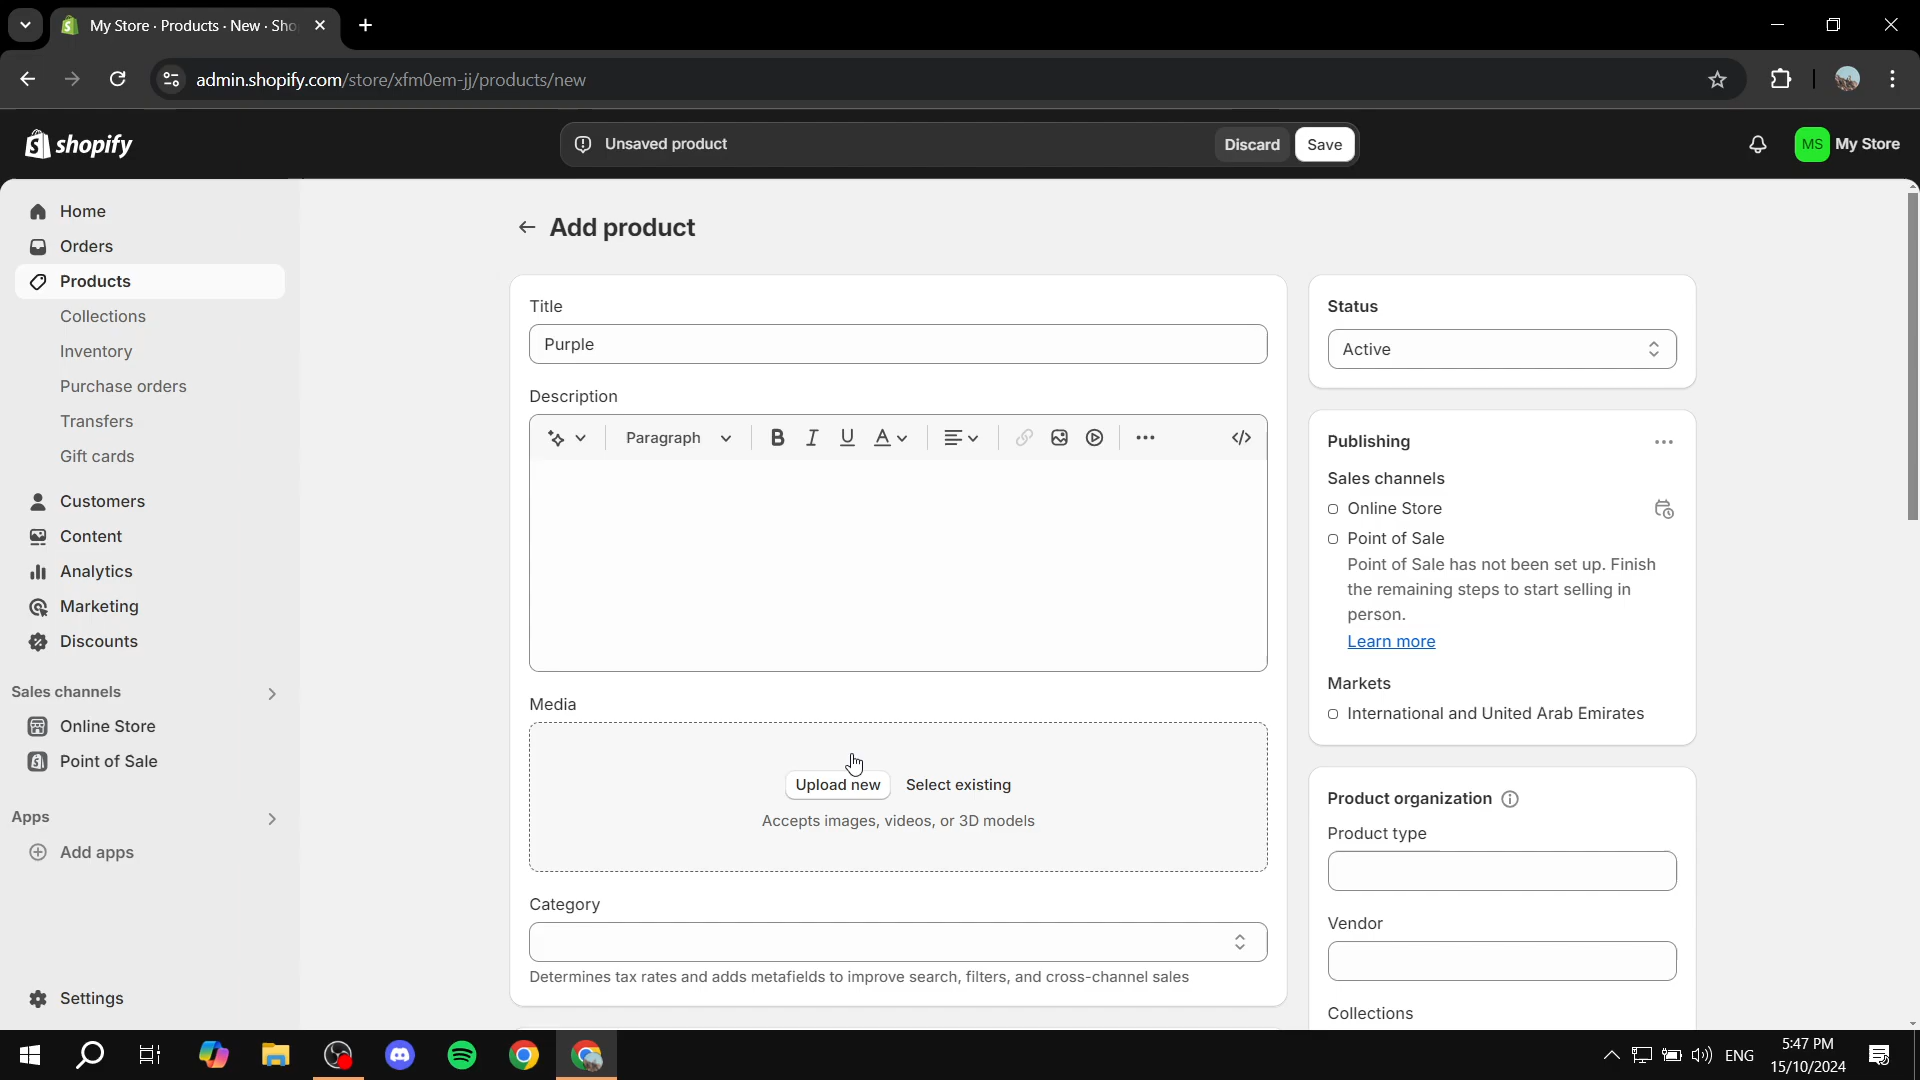 My Store · Products · New · Sho
admin.shopify.com/store/xfm0em-jj/products/new
shopify
Unsaved product
Discard
Save
MS
My Store
Home
Orders
Products
Collections
Inventory
Purchase orders
Transfers
Gift cards
Customers
Content
Analytics
Marketing
Discounts
Sales channels
Online Store
Point of Sale
Apps
Add apps
Settings
Add product
Title
Purple
Description
Paragraph
B
I
U
A
Media
Upload new
Select existing
Accepts images, videos, or 3D models
Category
Determines tax rates and adds metafields to improve search, filters, and cross-channel sales
Status
Active
Publishing
Sales channels
Online Store
Point of Sale
Point of Sale has not been set up. Finish
the remaining steps to start selling in
person.
Learn more
Markets
International and United Arab Emirates
Product organization
Product type
Vendor
Collections
ENG
5:47 PM
15/10/2024